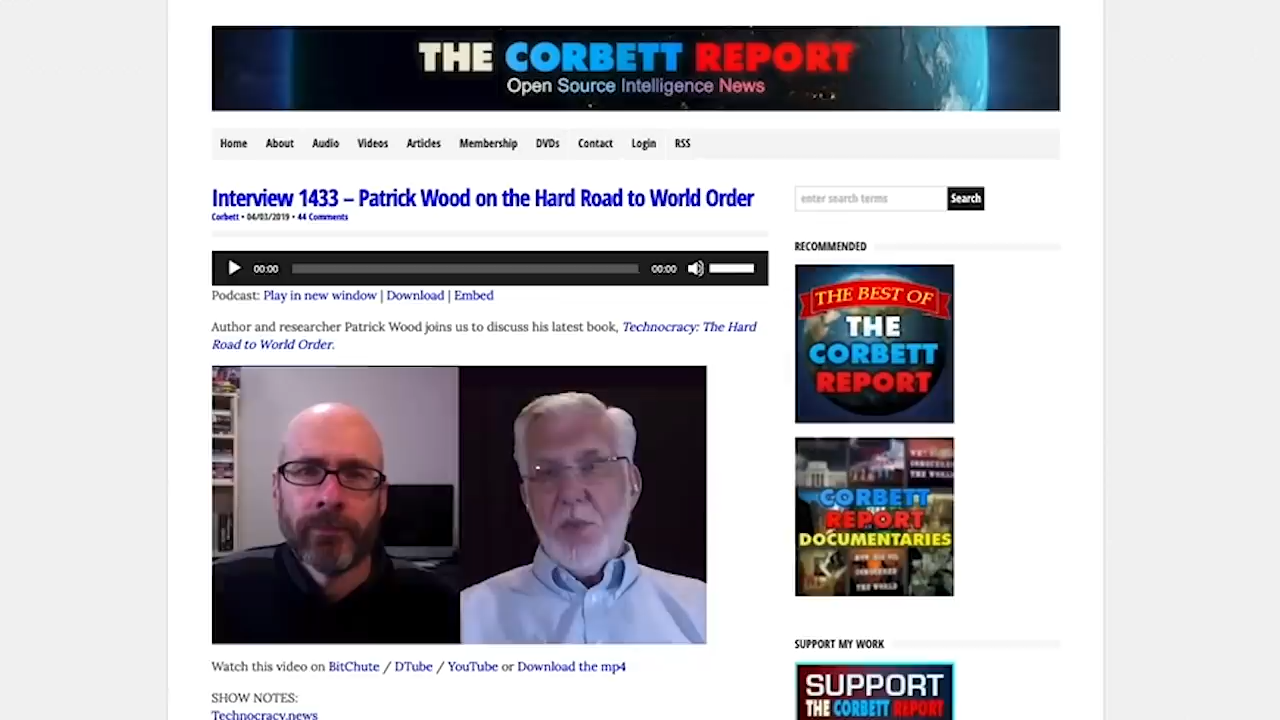 THE CORBETT REPORT
Open Source Intelligence News
Home About Audio Videos Articles Membership DVDs Contact Login RSS
Interview 1433 – Patrick Wood on the Hard Road to World Order
Corbett • 04/03/2019 • 44 Comments
00:00 00:00
Podcast: Play in new window | Download | Embed
Author and researcher Patrick Wood joins us to discuss his latest book, Technocracy: The Hard
Road to World Order.
Watch this video on BitChute / DTube / YouTube or Download the mp4
SHOW NOTES:
Technocracy.news
enter search terms Search
RECOMMENDED
THE BEST OF
THE
CORBETT
REPORT
CORBETT
REPORT
DOCUMENTARIES
SUPPORT MY WORK
SUPPORT
THE CORBETT REPORT